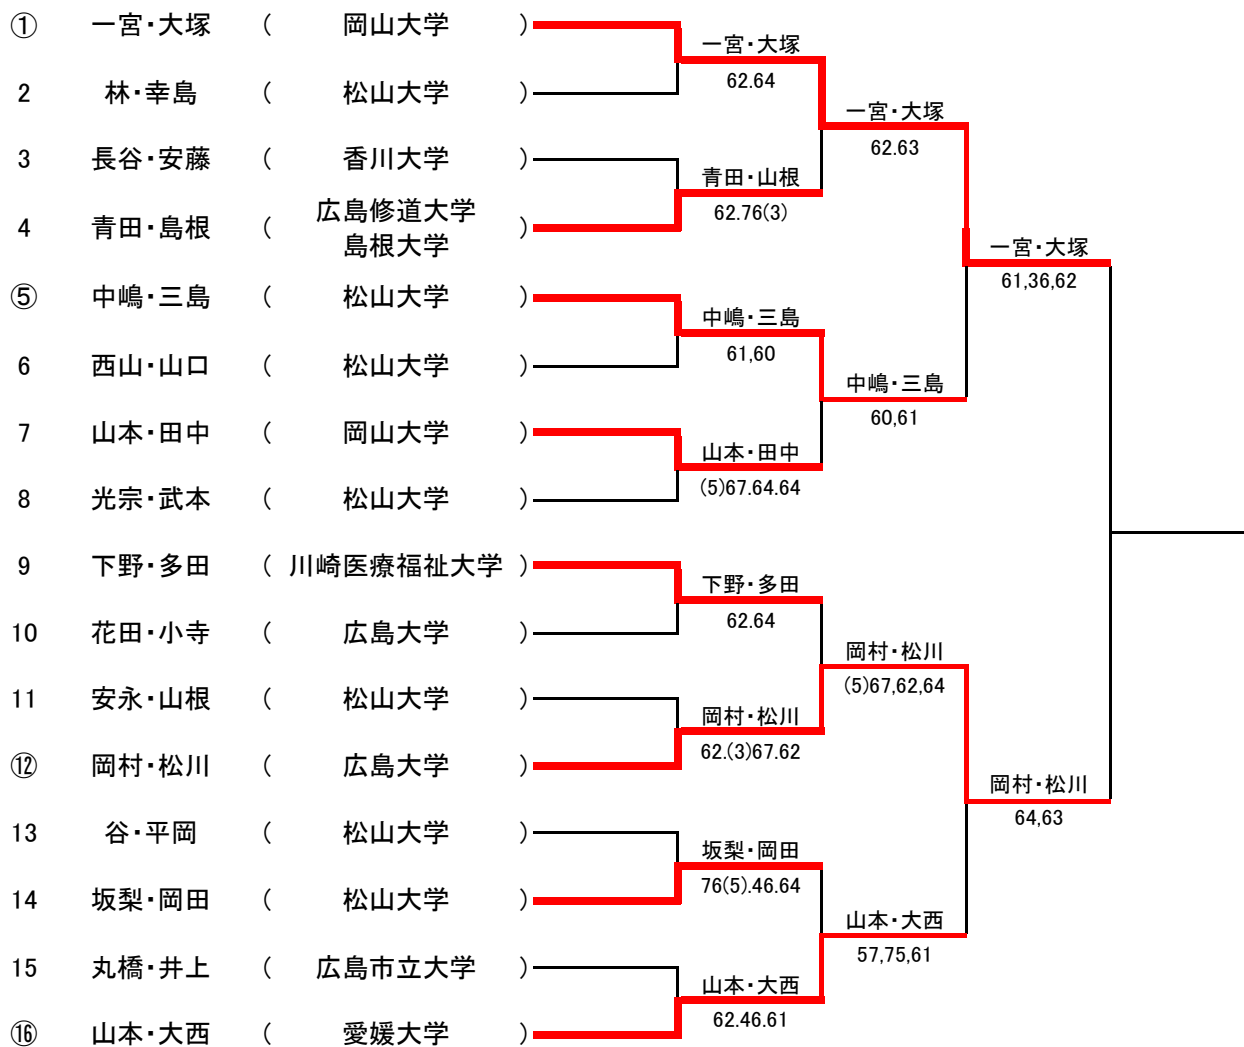 ① 一宮・大塚 ( 岡山大学 )
2 林・幸島 ( 松山大学 )
3 長谷・安藤 ( 香川大学 )
4 青田・島根 ( 広島修道大学
島根大学 )
⑤ 中嶋・三島 ( 松山大学 )
6 西山・山口 ( 松山大学 )
7 山本・田中 ( 岡山大学 )
8 光宗・武本 ( 松山大学 )
9 下野・多田 ( 川崎医療福祉大学 )
10 花田・小寺 ( 広島大学 )
11 安永・山根 ( 松山大学 )
⑫ 岡村・松川 ( 広島大学 )
13 谷・平岡 ( 松山大学 )
14 坂梨・岡田 ( 松山大学 )
15 丸橋・井上 ( 広島市立大学 )
⑯ 山本・大西 ( 愛媛大学 )
一宮・大塚
62.64
青田・山根
62.76(3)
中嶋・三島
61,60
山本・田中
(5)67.64.64
下野・多田
62.64
岡村・松川
62.(3)67.62
坂梨・岡田
76(5).46.64
山本・大西
62.46.61
一宮・大塚
62.63
中嶋・三島
60,61
岡村・松川
(5)67,62,64
山本・大西
57,75,61
一宮・大塚
61,36,62
岡村・松川
64,63